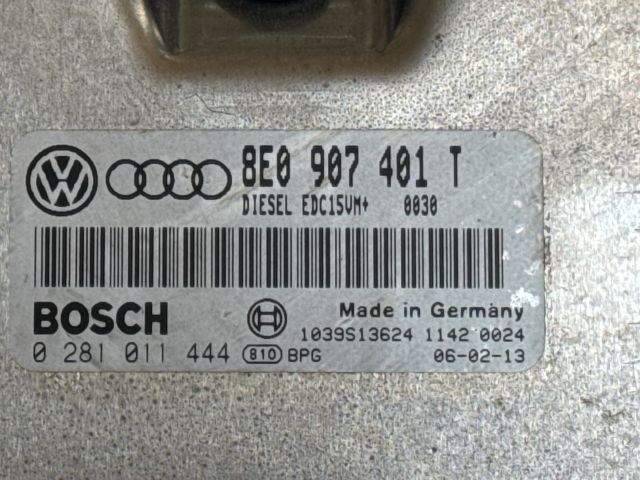 8E0 907 401 T
DIESEL EDC15VM+ 0030
BOSCH
Made in Germany
1039S13624 1142 0024
0 281 011 444 810 BPG 06-02-13